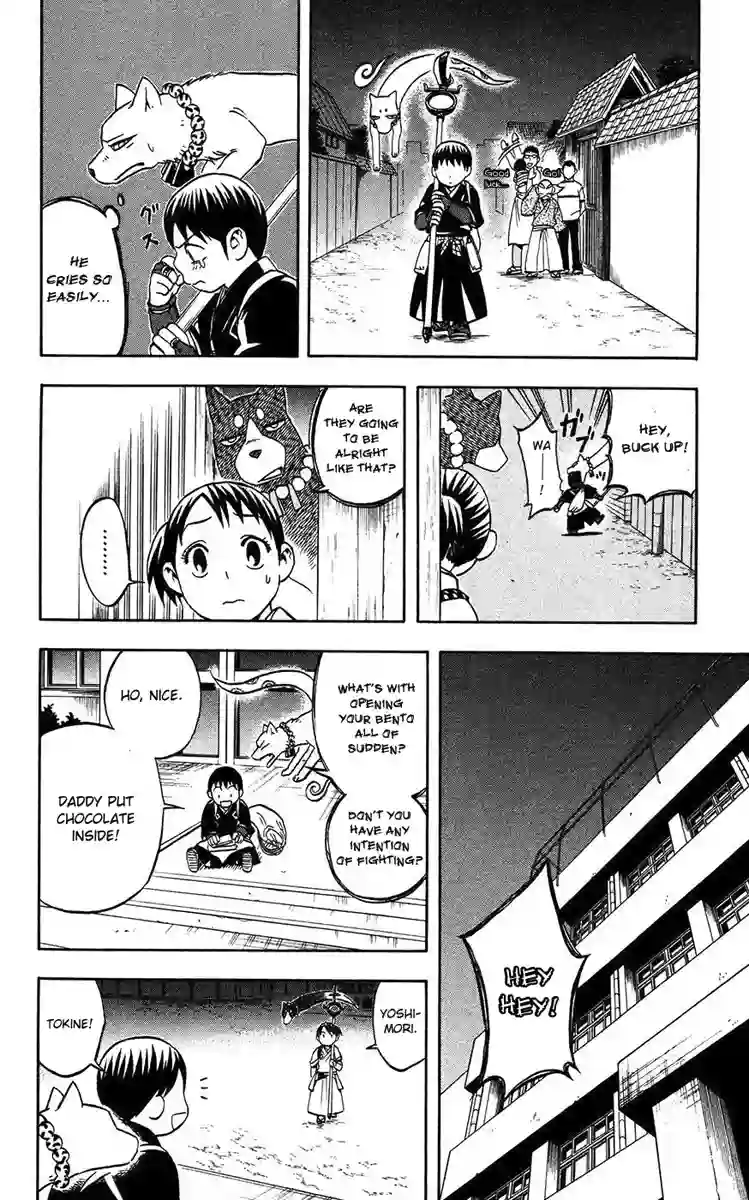 Good
luck...
Go!
HE
CRIES SO
EASILY...
グス
HEY,
BUCK UP!
WA
—
!
ガブ
ARE
THEY GOING
TO BE
ALRIGHT
LIKE THAT?
........
HEY
HEY!
WHAT'S WITH
OPENING
YOUR BENTO
ALL OF
SUDDEN?
DON'T YOU
HAVE ANY
INTENTION
OF FIGHTING?
HO, NICE.
DADDY PUT
CHOCOLATE
INSIDE!
YOSHI-
MORI.
TOKINE!